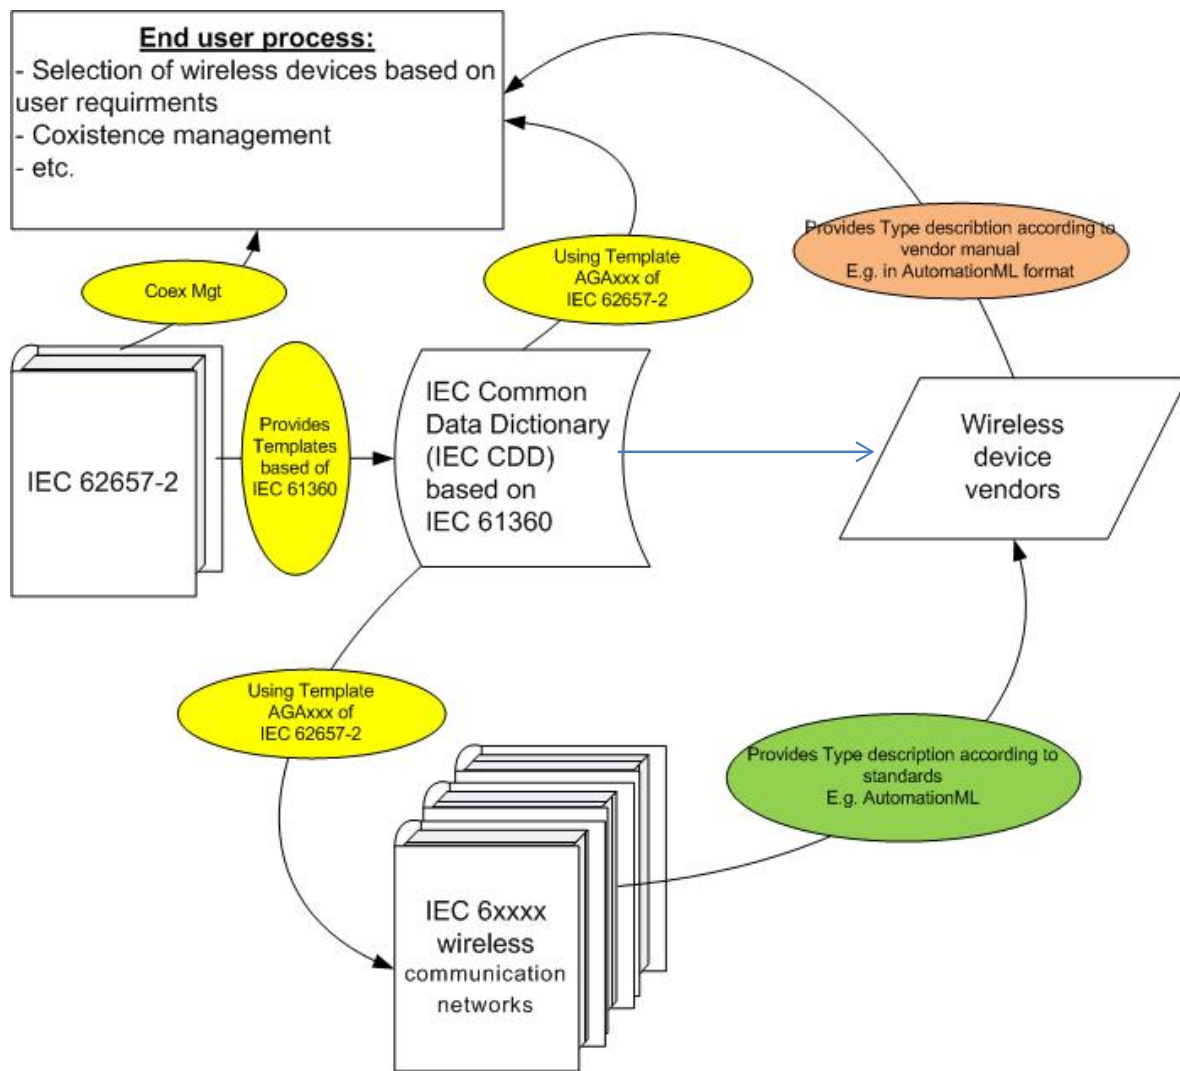 End user process:
- Selection of wireless devices based on
user requirments
- Coxistence management
- etc.
Provides Type describtion according to
vendor manual
E.g. in AutomationML format
Using Template
AGAxxx of
IEC 62657-2
Coex Mgt
IEC 62657-2
Provides
Templates
based of
IEC 61360
IEC Common
Data Dictionary
(IEC CDD)
based on
IEC 61360
Wireless
device
vendors
Using Template
AGAxxx of
IEC 62657-2
Provides Type description according to
standards
E.g. AutomationML
IEC 6xxxx
wireless
communication
networks